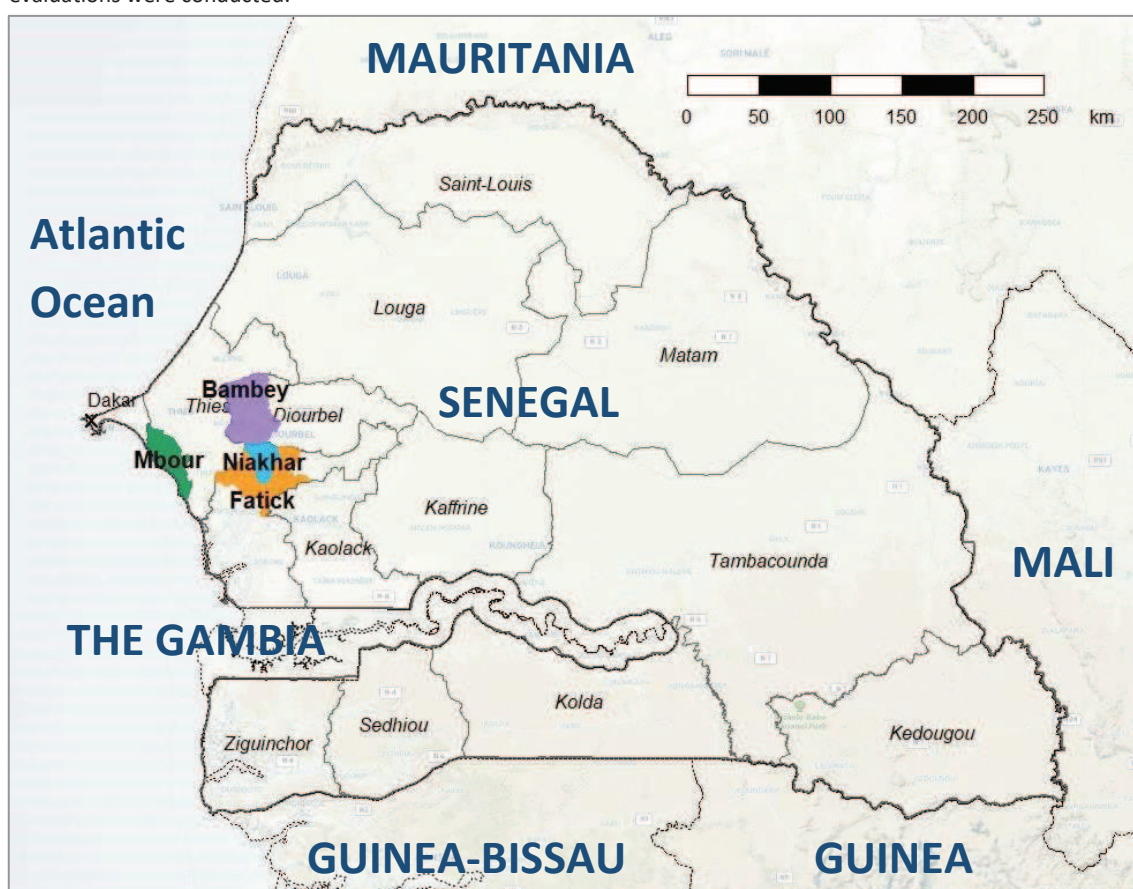 evaluations were conducted.
MAURITANIA
0 50 100 150 200 250 km
Saint-Louis
Atlantic
Ocean
Louga
Matam
Dakar
Bambey
Thies
Diourbel
SENEGAL
Mbour
Niakhar
Fatick
Kaffrine
Kaolack
Tambacounda
MALI
THE GAMBIA
Kolda
Sedhiou
Ziguinchor
Kedougou
GUINEA-BISSAU
GUINEA